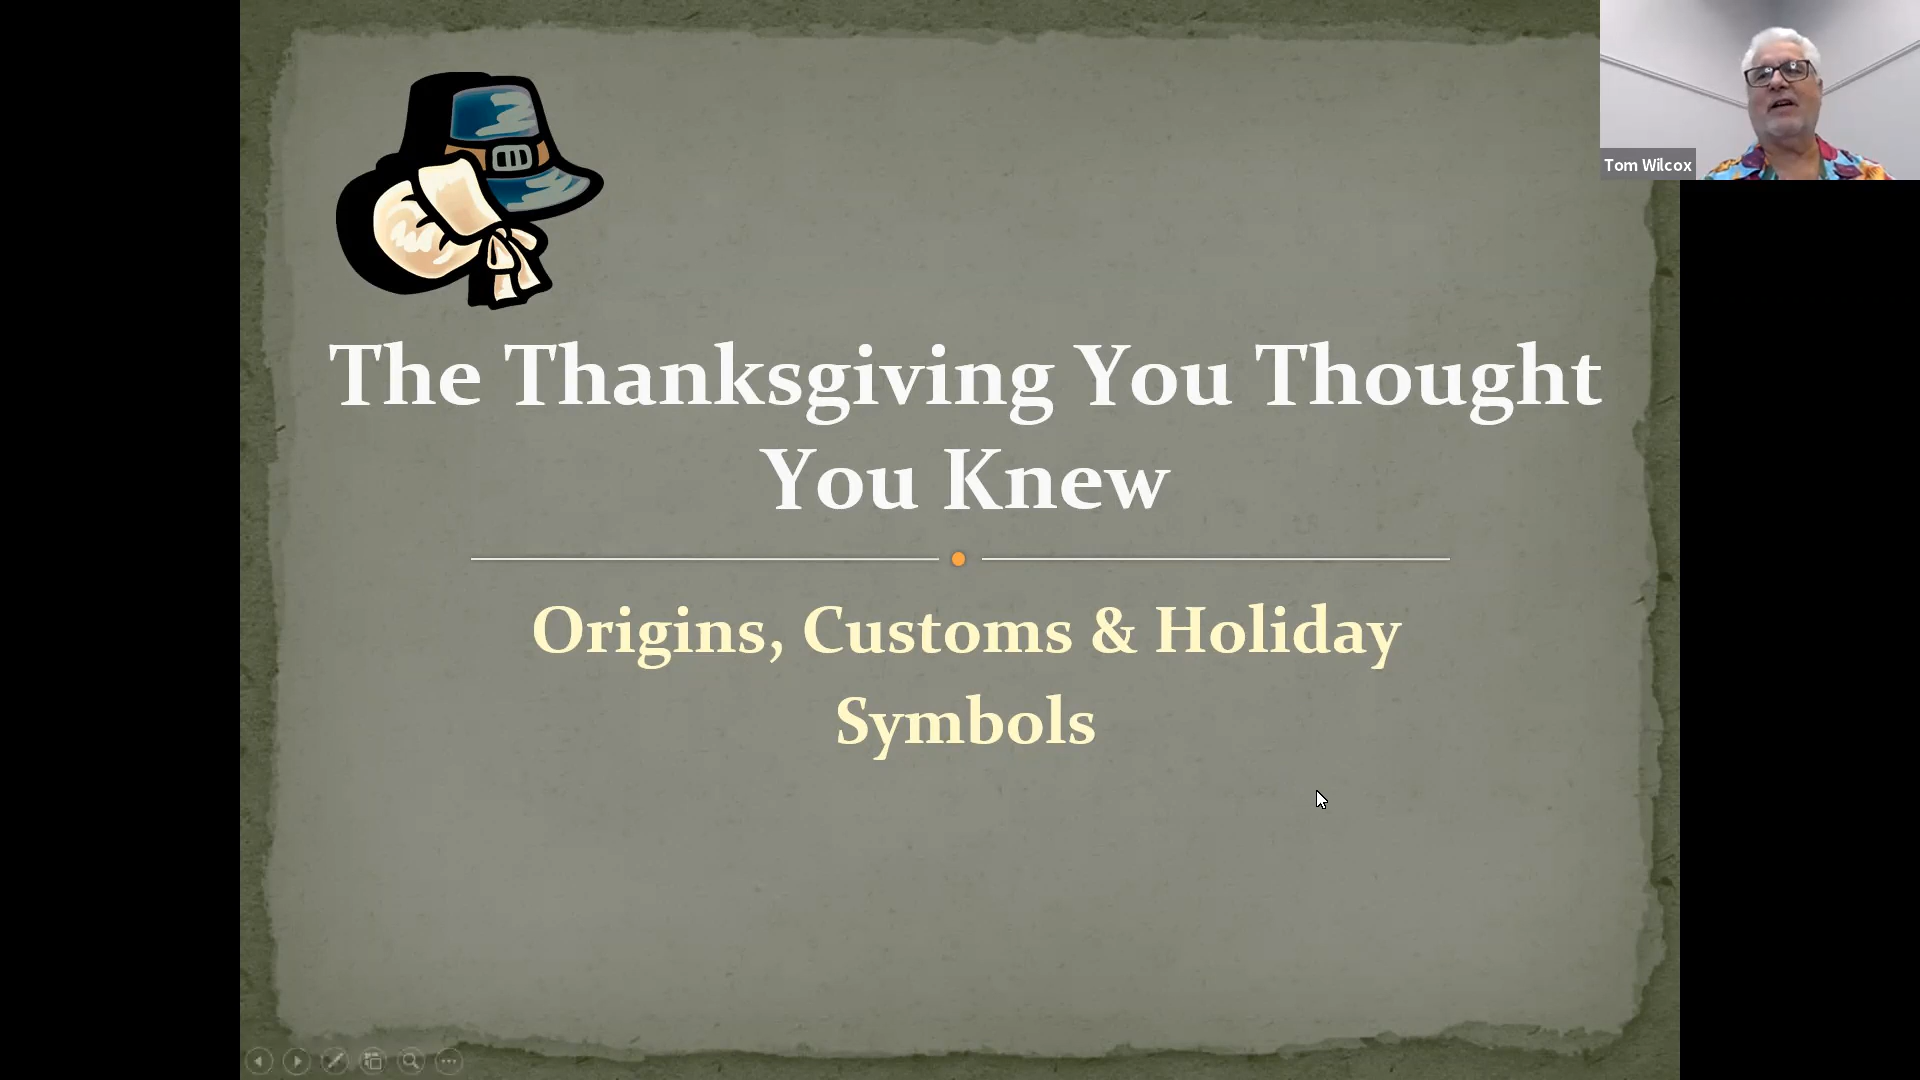 Tom Wilcox
The Thanksgiving You Thought
You Knew
Origins, Customs & Holiday
Symbols